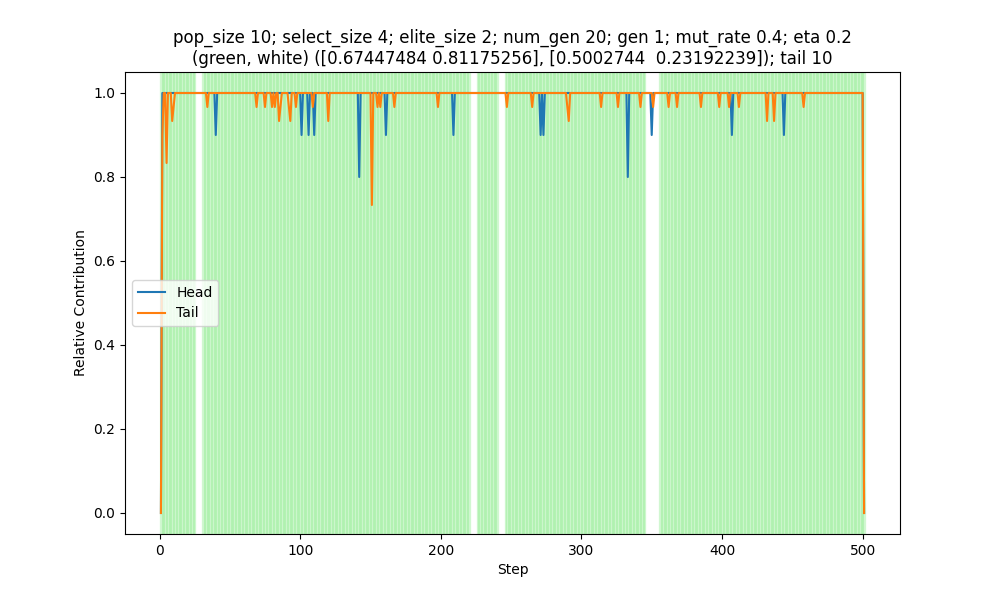 pop_size 10; select_size 4; elite_size 2; num_gen 20; gen 1; mut_rate 0.4; eta 0.2
(green, white) ([0.67447484 0.81175256], [0.5002744  0.23192239]); tail 10
1.0
0.8
0.6
0.4
0.2
0.0
Relative Contribution
Head
Tail
0 100 200 300 400 500
Step